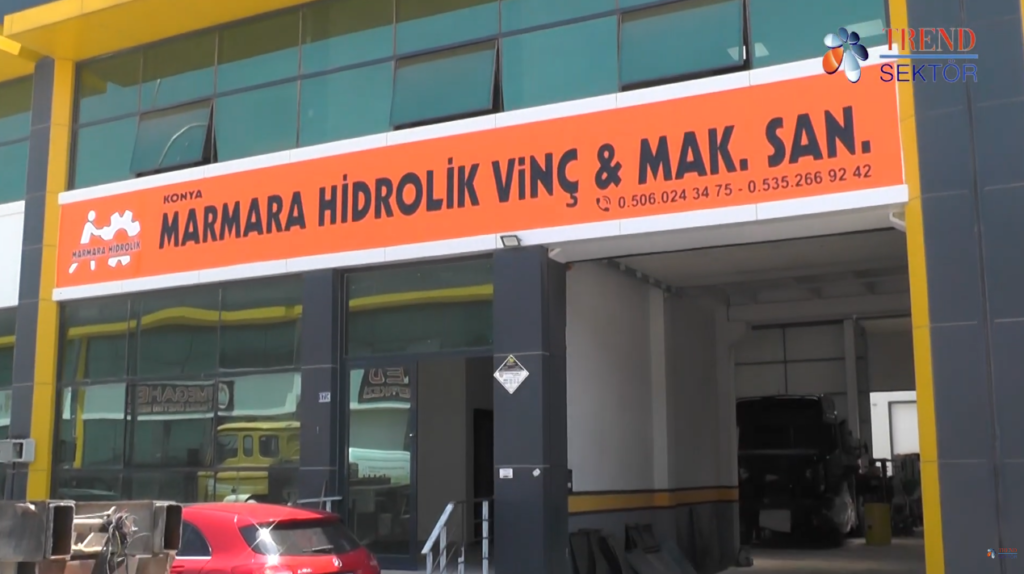 TREND
SEKTOR
KONYA
MARMARA HİDROLİK VİNÇ & MAK. SAN.
0.506.024 34 75 - 0.535.266 92 42
MARMARA HİDROLİK